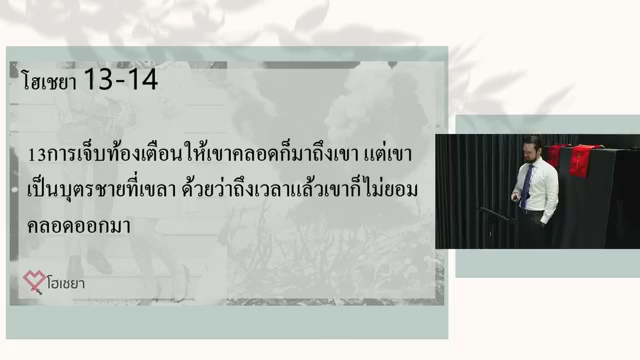 โฮเชยา 13-14
13การเจ็บท้องเตือนให้เขาคลอดก็มาถึงเขา แต่เขา
เป็นบุตรชายที่เขลา ด้วยว่าถึงเวลาแล้วเขาก็ไม่ยอม
คลอดออกมา
โฮเชยา